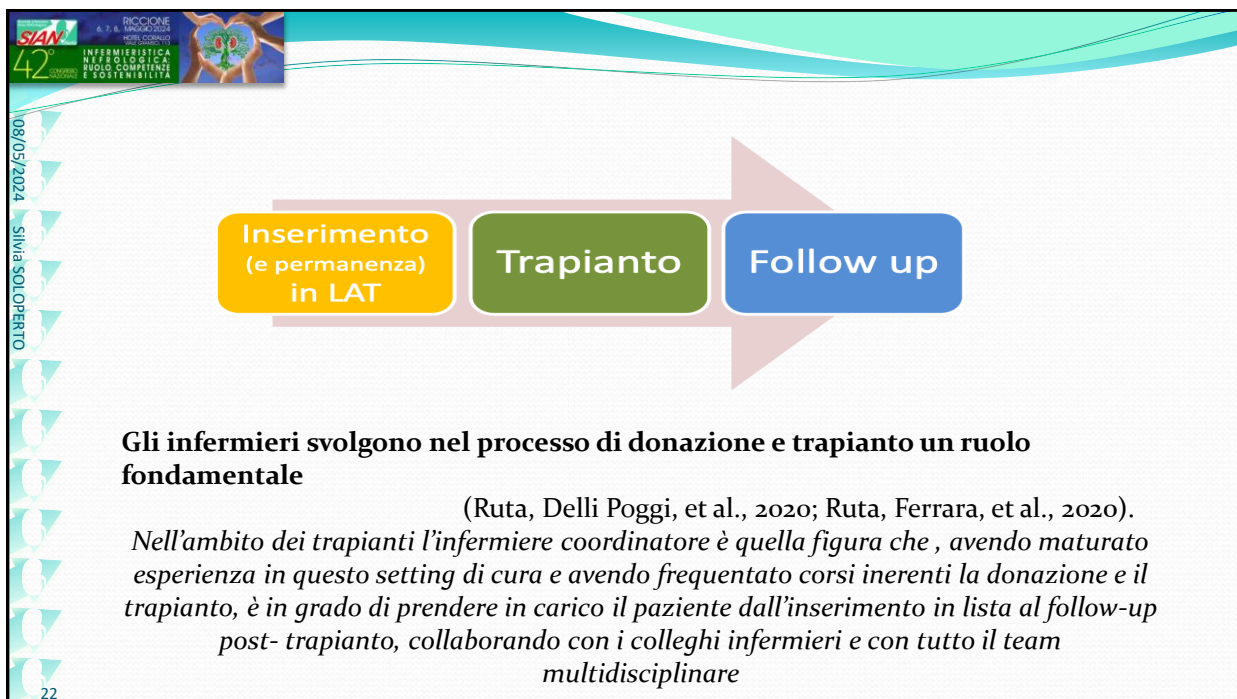 SIAN
42°
CONGRESSO
NAZIONALE
RICCIONE
6, 7, 8, MAGGIO 2024
HOTEL CORALLO
INFERMIERISTICA
NEFROLOGICA:
RUOLO COMPETENZE
E SOSTENIBILITÀ
08/05/2024 Silvia SOLOPERTO
Inserimento
(e permanenza)
in LAT
Trapianto
Follow up
Gli infermieri svolgono nel processo di donazione e trapianto un ruolo
fondamentale
(Ruta, Delli Poggi, et al., 2020; Ruta, Ferrara, et al., 2020).
Nell’ambito dei trapianti l’infermiere coordinatore è quella figura che , avendo maturato
esperienza in questo setting di cura e avendo frequentato corsi inerenti la donazione e il
trapianto, è in grado di prendere in carico il paziente dall’inserimento in lista al follow-up
post- trapianto, collaborando con i colleghi infermieri e con tutto il team
multidisciplinare
22